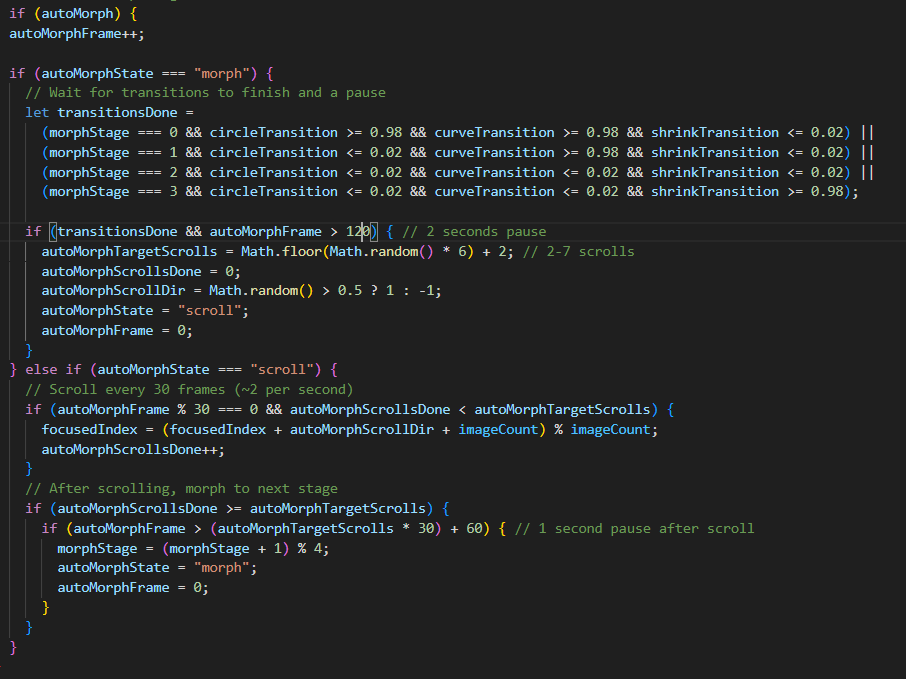 if (autoMorph) {
autoMorphFrame++;

if (autoMorphState === "morph") {
  // Wait for transitions to finish and a pause
  let transitionsDone =
    (morphStage === 0 && circleTransition >= 0.98 && curveTransition >= 0.98 && shrinkTransition <= 0.02) ||
    (morphStage === 1 && circleTransition <= 0.02 && curveTransition >= 0.98 && shrinkTransition <= 0.02) ||
    (morphStage === 2 && circleTransition <= 0.02 && curveTransition <= 0.02 && shrinkTransition <= 0.02) ||
    (morphStage === 3 && circleTransition <= 0.02 && curveTransition <= 0.02 && shrinkTransition >= 0.98);

  if (transitionsDone && autoMorphFrame > 120) { // 2 seconds pause
    autoMorphTargetScrolls = Math.floor(Math.random() * 6) + 2; // 2-7 scrolls
    autoMorphScrollsDone = 0;
    autoMorphScrollDir = Math.random() > 0.5 ? 1 : -1;
    autoMorphState = "scroll";
    autoMorphFrame = 0;
  }
} else if (autoMorphState === "scroll") {
  // Scroll every 30 frames (~2 per second)
  if (autoMorphFrame % 30 === 0 && autoMorphScrollsDone < autoMorphTargetScrolls) {
    focusedIndex = (focusedIndex + autoMorphScrollDir + imageCount) % imageCount;
    autoMorphScrollsDone++;
  }
  // After scrolling, morph to next stage
  if (autoMorphScrollsDone >= autoMorphTargetScrolls) {
    if (autoMorphFrame > (autoMorphTargetScrolls * 30) + 60) { // 1 second pause after scroll
      morphStage = (morphStage + 1) % 4;
      autoMorphState = "morph";
      autoMorphFrame = 0;
    }
  }
}